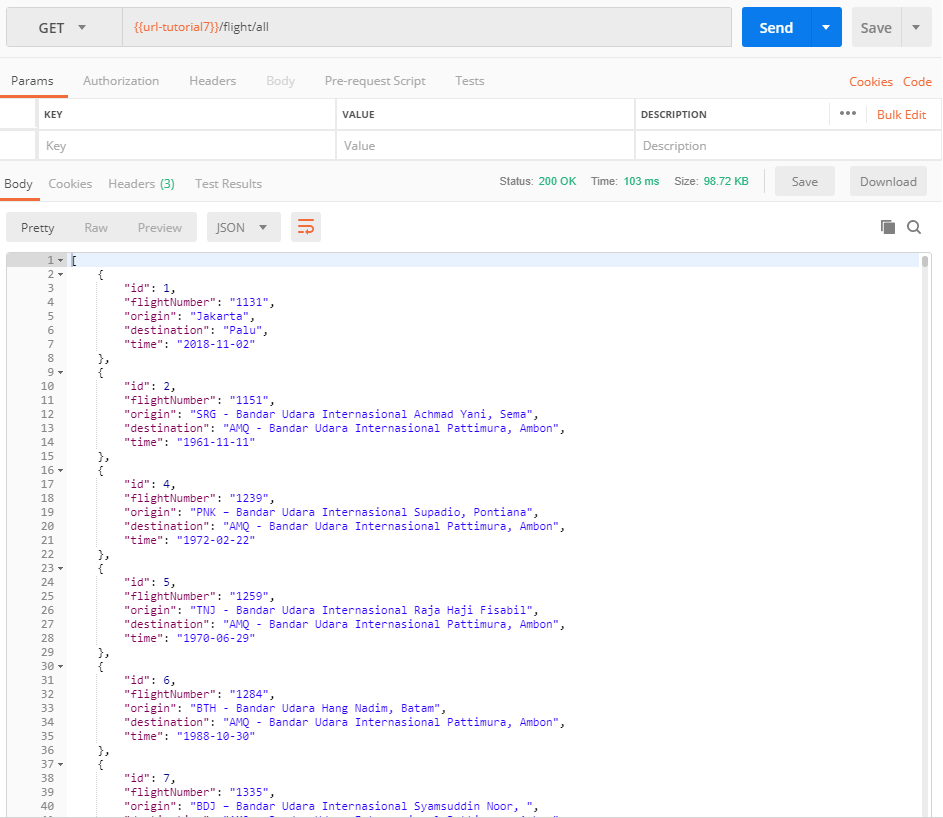 GET {{url-tutorial7}}/flight/all Send Save
Params Authorization Headers Body Pre-request Script Tests Cookies Code
KEY VALUE DESCRIPTION ••• Bulk Edit
Key Value Description
Body Cookies Headers (3) Test Results Status: 200 OK Time: 103 ms Size: 98.72 KB Save Download
Pretty Raw Preview JSON
1 [
2 {
3 "id": 1,
4 "flightNumber": "1131",
5 "origin": "Jakarta",
6 "destination": "Palu",
7 "time": "2018-11-02"
8 },
9 {
10 "id": 2,
11 "flightNumber": "1151",
12 "origin": "SRG - Bandar Udara Internasional Achmad Yani, Sema",
13 "destination": "AMQ - Bandar Udara Internasional Pattimura, Ambon",
14 "time": "1961-11-11"
15 },
16 {
17 "id": 4,
18 "flightNumber": "1239",
19 "origin": "PNK – Bandar Udara Internasional Supadio, Pontiana",
20 "destination": "AMQ - Bandar Udara Internasional Pattimura, Ambon",
21 "time": "1972-02-22"
22 },
23 {
24 "id": 5,
25 "flightNumber": "1259",
26 "origin": "TNJ - Bandar Udara Internasional Raja Haji Fisabil",
27 "destination": "AMQ - Bandar Udara Internasional Pattimura, Ambon",
28 "time": "1970-06-29"
29 },
30 {
31 "id": 6,
32 "flightNumber": "1284",
33 "origin": "BTH - Bandar Udara Hang Nadim, Batam",
34 "destination": "AMQ - Bandar Udara Internasional Pattimura, Ambon",
35 "time": "1988-10-30"
36 },
37 {
38 "id": 7,
39 "flightNumber": "1335",
40 "origin": "BDJ – Bandar Udara Internasional Syamsuddin Noor, ",